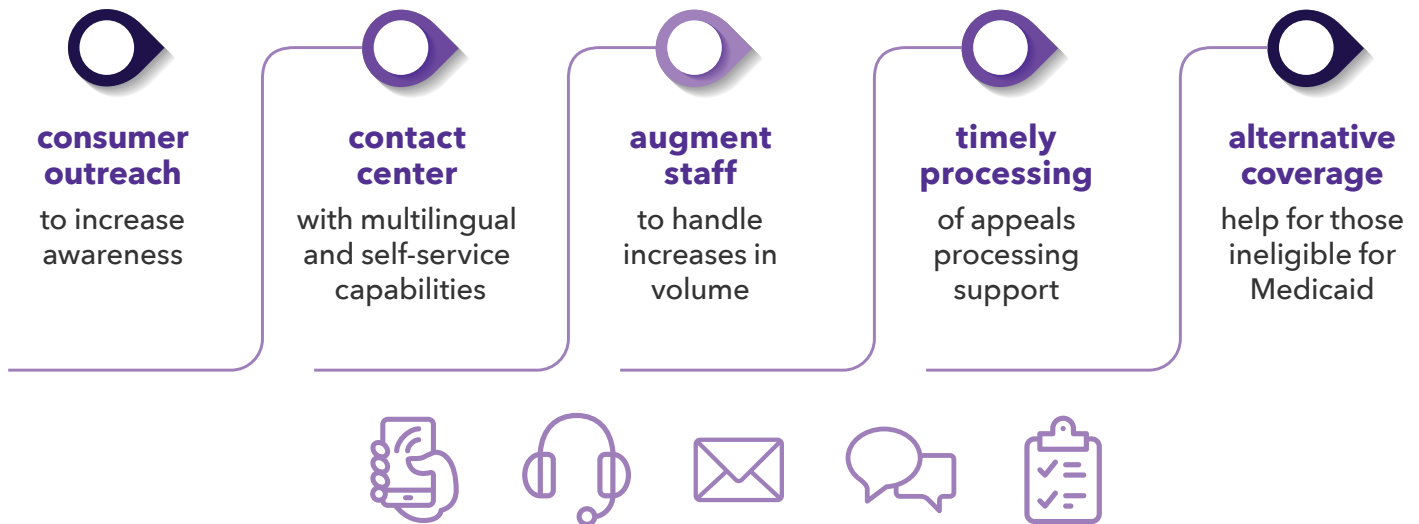 consumer
outreach
to increase
awareness
contact
center
with multilingual
and self-service
capabilities
augment
staff
to handle
increases in
volume
timely
processing
of appeals
processing
support
alternative
coverage
help for those
ineligible for
Medicaid